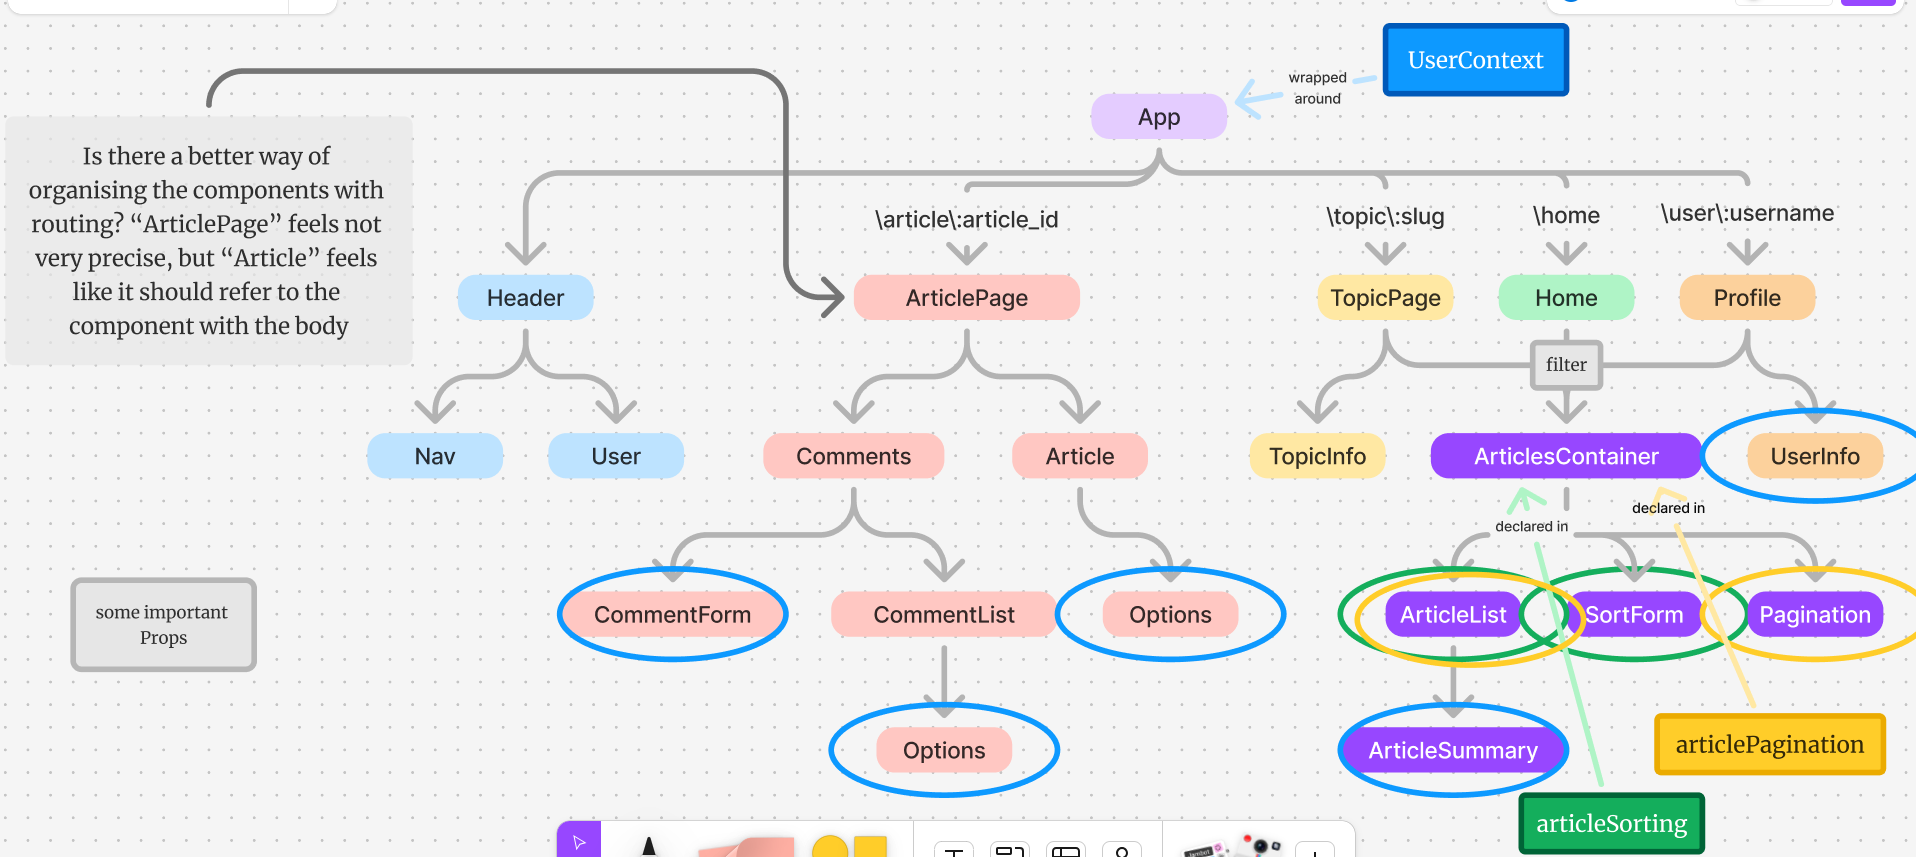 UserContext
wrapped
around
App
Is there a better way of
organising the components with
routing? “ArticlePage” feels not
very precise, but “Article” feels
like it should refer to the
component with the body
\article\:article_id
\topic\:slug
\home
\user\:username
Header
ArticlePage
TopicPage
Home
Profile
filter
Nav
User
Comments
Article
TopicInfo
ArticlesContainer
UserInfo
declared in
declared in
some important
Props
CommentForm
CommentList
Options
ArticleList
SortForm
Pagination
Options
ArticleSummary
articlePagination
articleSorting